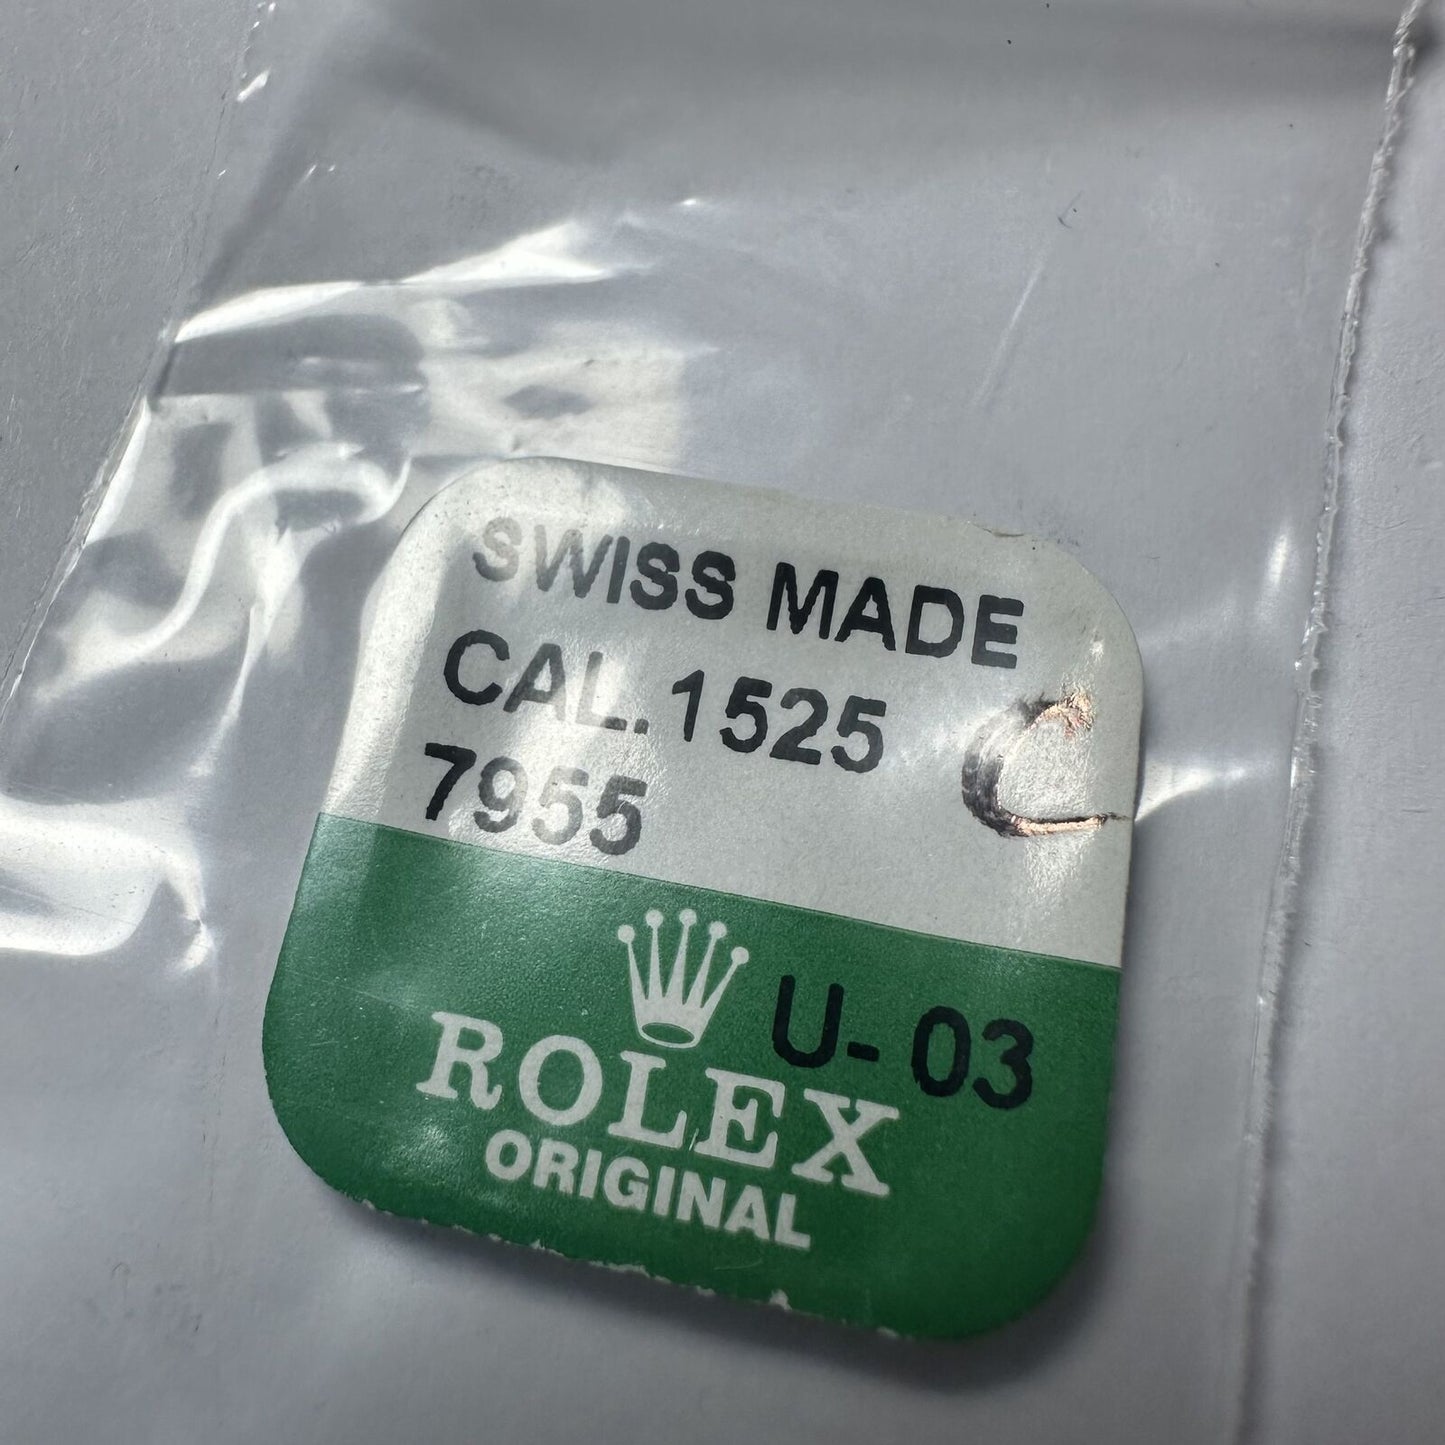 SWISS MADE
CAL. 1525
C
7955
U- 03
ROLEX
ORIGINAL